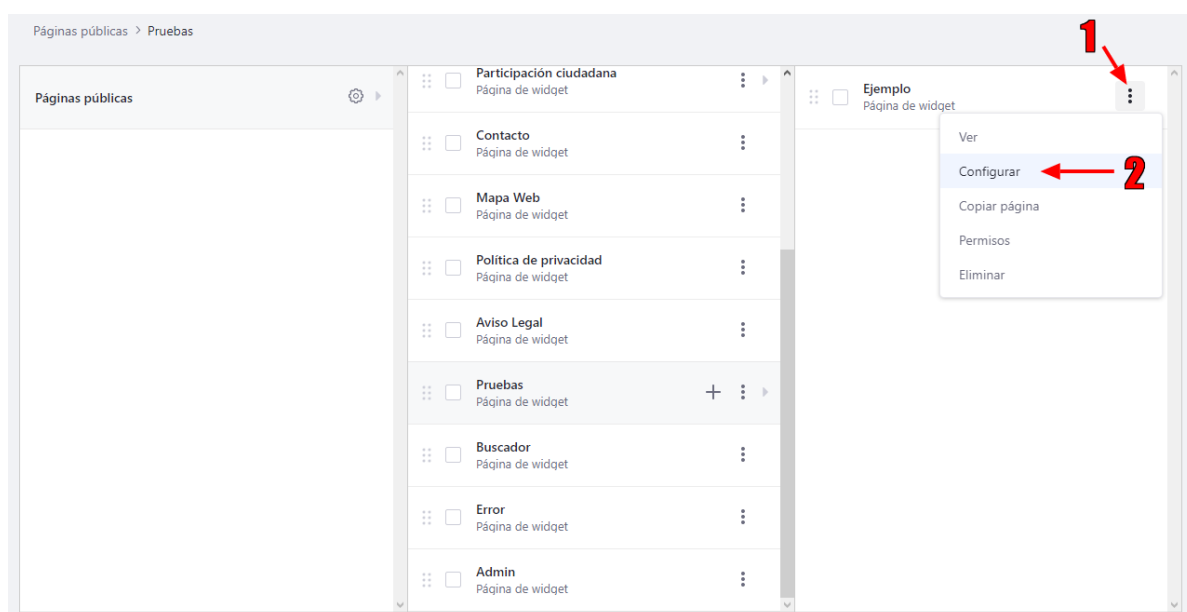 Páginas públicas > Pruebas
1
Páginas públicas
Participación ciudadana
Página de widget
Contacto
Página de widget
Mapa Web
Página de widget
Política de privacidad
Página de widget
Aviso Legal
Página de widget
Pruebas
Página de widget
Buscador
Página de widget
Error
Página de widget
Admin
Página de widget
Ejemplo
Página de widget
Ver
Configurar
2
Copiar página
Permisos
Eliminar